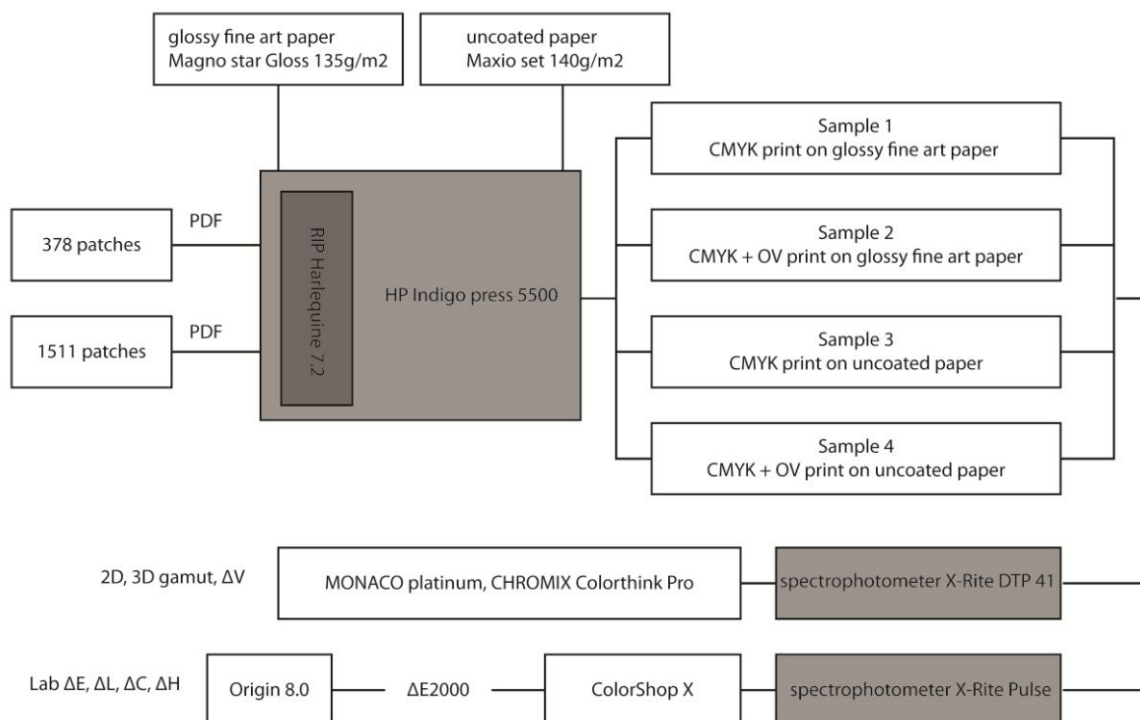 glossy fine art paper
Magno star Gloss 135g/m2
uncoated paper
Maxio set 140g/m2
Sample 1
CMYK print on glossy fine art paper
378 patches
PDF
Sample 2
CMYK + OV print on glossy fine art paper
RIP Harlequine 7.2
HP Indigo press 5500
1511 patches
PDF
Sample 3
CMYK print on uncoated paper
Sample 4
CMYK + OV print on uncoated paper
2D, 3D gamut, ΔV
MONACO platinum, CHROMIX Colorthink Pro
spectrophotometer X-Rite DTP 41
Lab ΔE, ΔL, ΔC, ΔH
Origin 8.0
ΔE2000
ColorShop X
spectrophotometer X-Rite Pulse